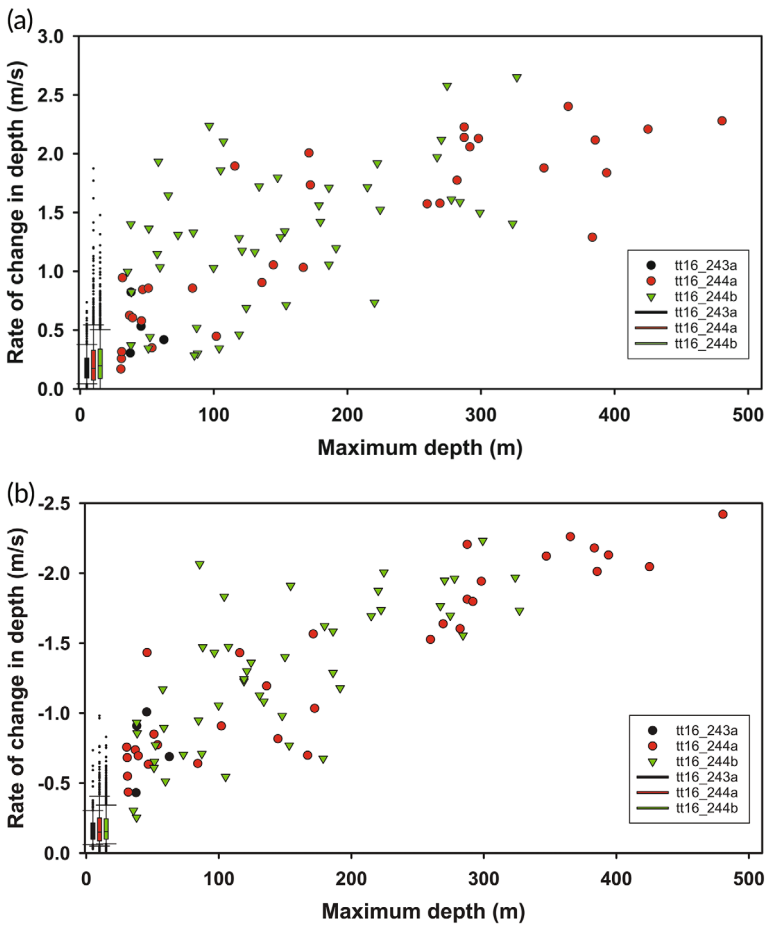 (a)
3.0
2.5
2.0
1.5
1.0
0.5
0.0
Rate of change in depth (m/s)
tt16_243a
tt16_244a
tt16_244b
tt16_243a
tt16_244a
tt16_244b
0 100 200 300 400 500
Maximum depth (m)
(b)
-2.5
-2.0
-1.5
-1.0
-0.5
0.0
Rate of change in depth (m/s)
tt16_243a
tt16_244a
tt16_244b
tt16_243a
tt16_244a
tt16_244b
0 100 200 300 400 500
Maximum depth (m)